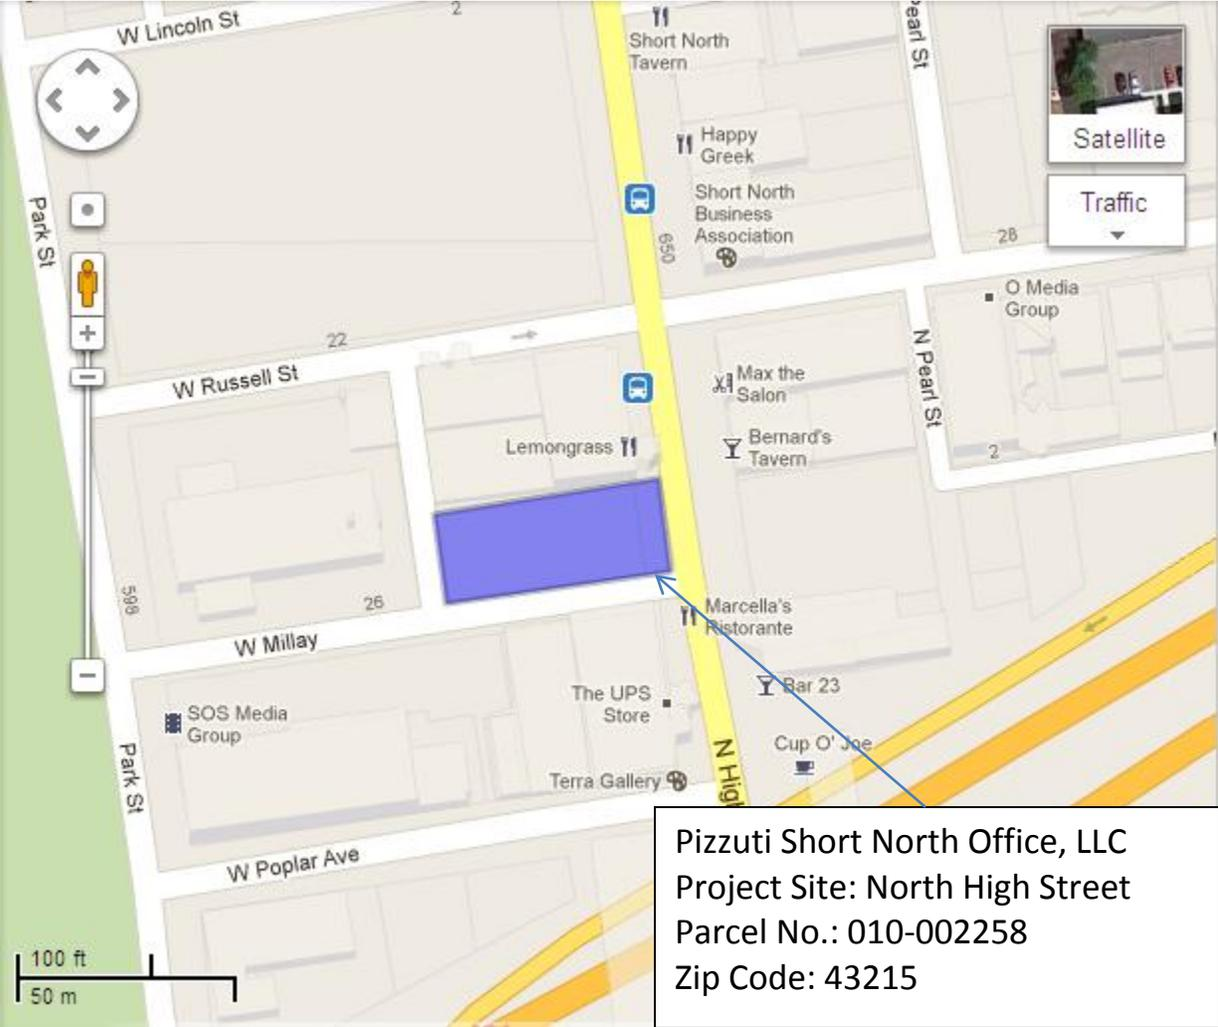 W Lincoln St
2
Short North
Tavern
Pearl St
Satellite
Traffic
Happy
Greek
Short North
Business
Association
650
Park St
28
O Media
Group
22
W Russell St
N Pearl St
Max the
Salon
Lemongrass
Bernard's
Tavern
2
598
26
W Millay
Marcella's
Ristorante
The UPS
Store
Bar 23
SOS Media
Group
Park St
N High
Cup O' Joe
Terra Gallery
W Poplar Ave
Pizzuti Short North Office, LLC
Project Site: North High Street
Parcel No.: 010-002258
Zip Code: 43215
100 ft
50 m